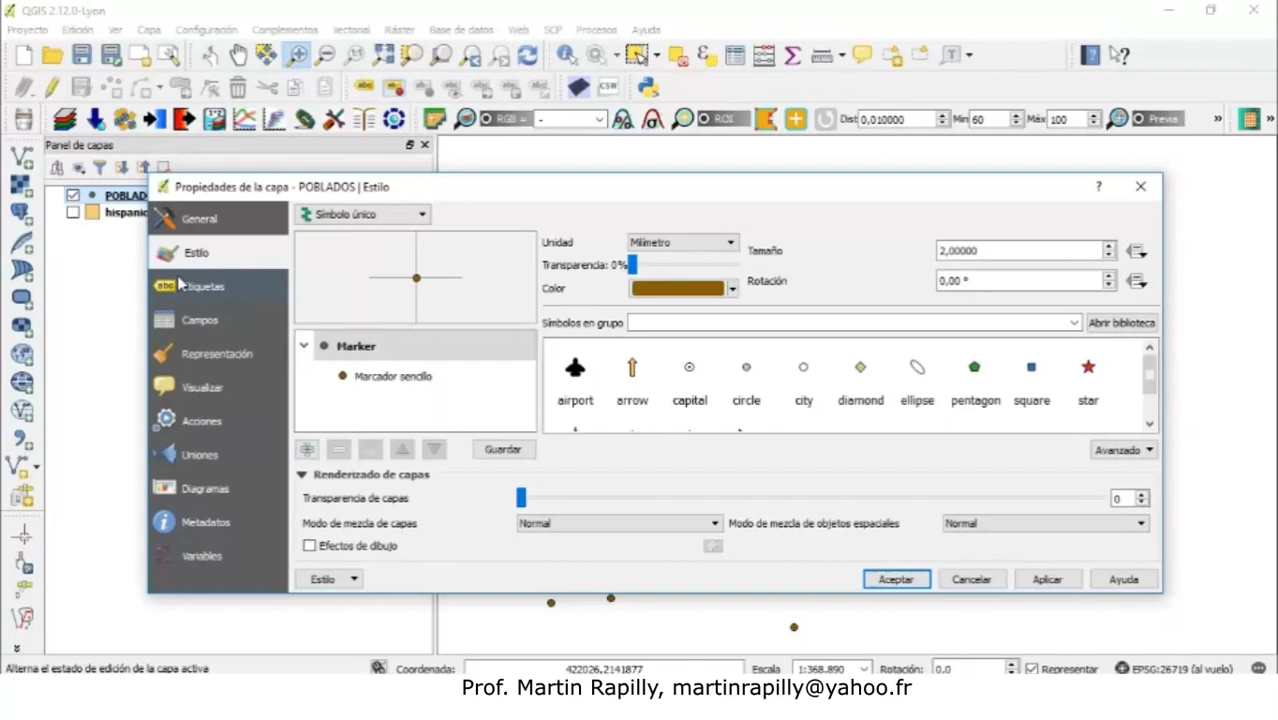 QGIS 2.12.0-Lyon
Proyecto Edición Ver Capa Configuración Complementos Vectorial Ráster Base de datos Web SCP Procesos Ayuda
RGB = - ROI Dist 0,010000 Min 60 Máx 100 Previa
Panel de capas
POBLAD
hispanic
Propiedades de la capa - POBLADOS | Estilo
General
Estilo
Etiquetas
Campos
Representación
Visualizar
Acciones
Uniones
Diagramas
Metadatos
Variables
Símbolo único
Unidad Milímetro
Transparencia: 0%
Color
Tamaño 2,00000
Rotación 0,00 °
Marker
Marcador sencillo
Símbolos en grupo Abrir biblioteca
airport arrow capital circle city diamond ellipse pentagon square star
Guardar Avanzado
Renderizado de capas
Transparencia de capas 0
Modo de mezcla de capas Normal Modo de mezcla de objetos espaciales Normal
Efectos de dibujo
Estilo Aceptar Cancelar Aplicar Ayuda
Alterna el estado de edición de la capa activa Coordenada: 422026,2141877 Escala 1:368.890 Rotación: 0,0 Representar EPSG:26719 (al vuelo)
Prof. Martin Rapilly, martinrapilly@yahoo.fr